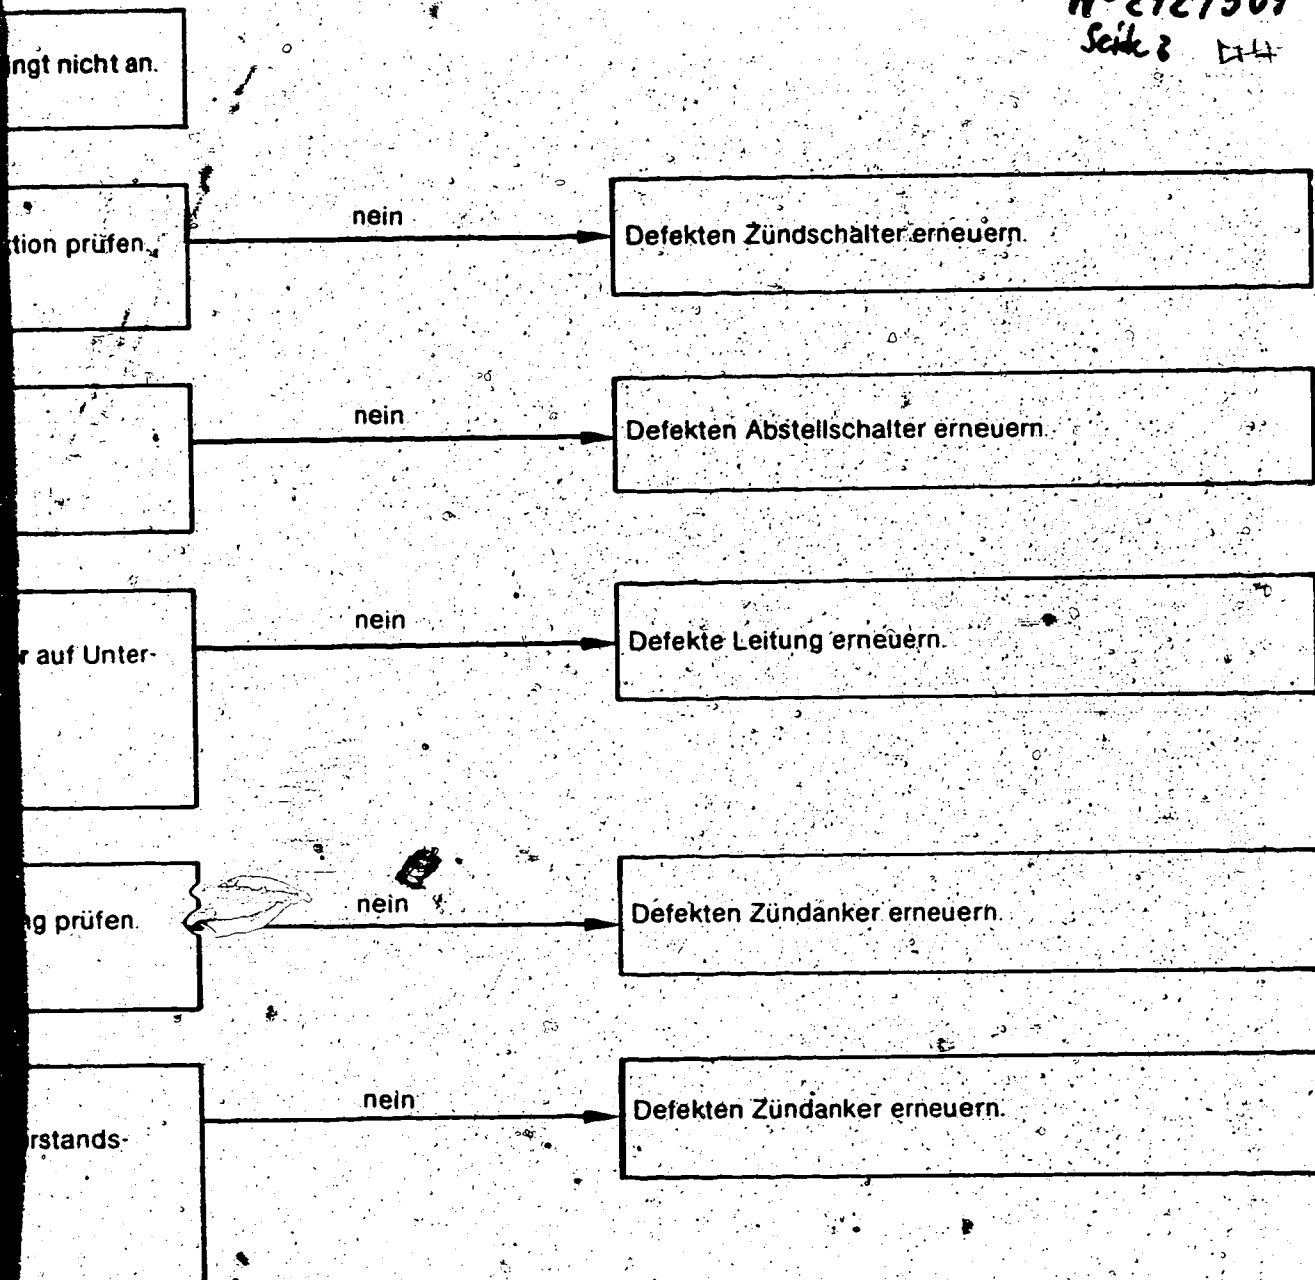 Seite
ngt nicht an.
tion prüfen.
nein
Defekten Zündschalter erneuern.
nein
Defekten Abstellschalter erneuern.
r auf Unter-
nein
Defekte Leitung erneuern.
g prüfen.
nein
Defekten Zündanker erneuern.
rstands-
nein
Defekten Zündanker erneuern.